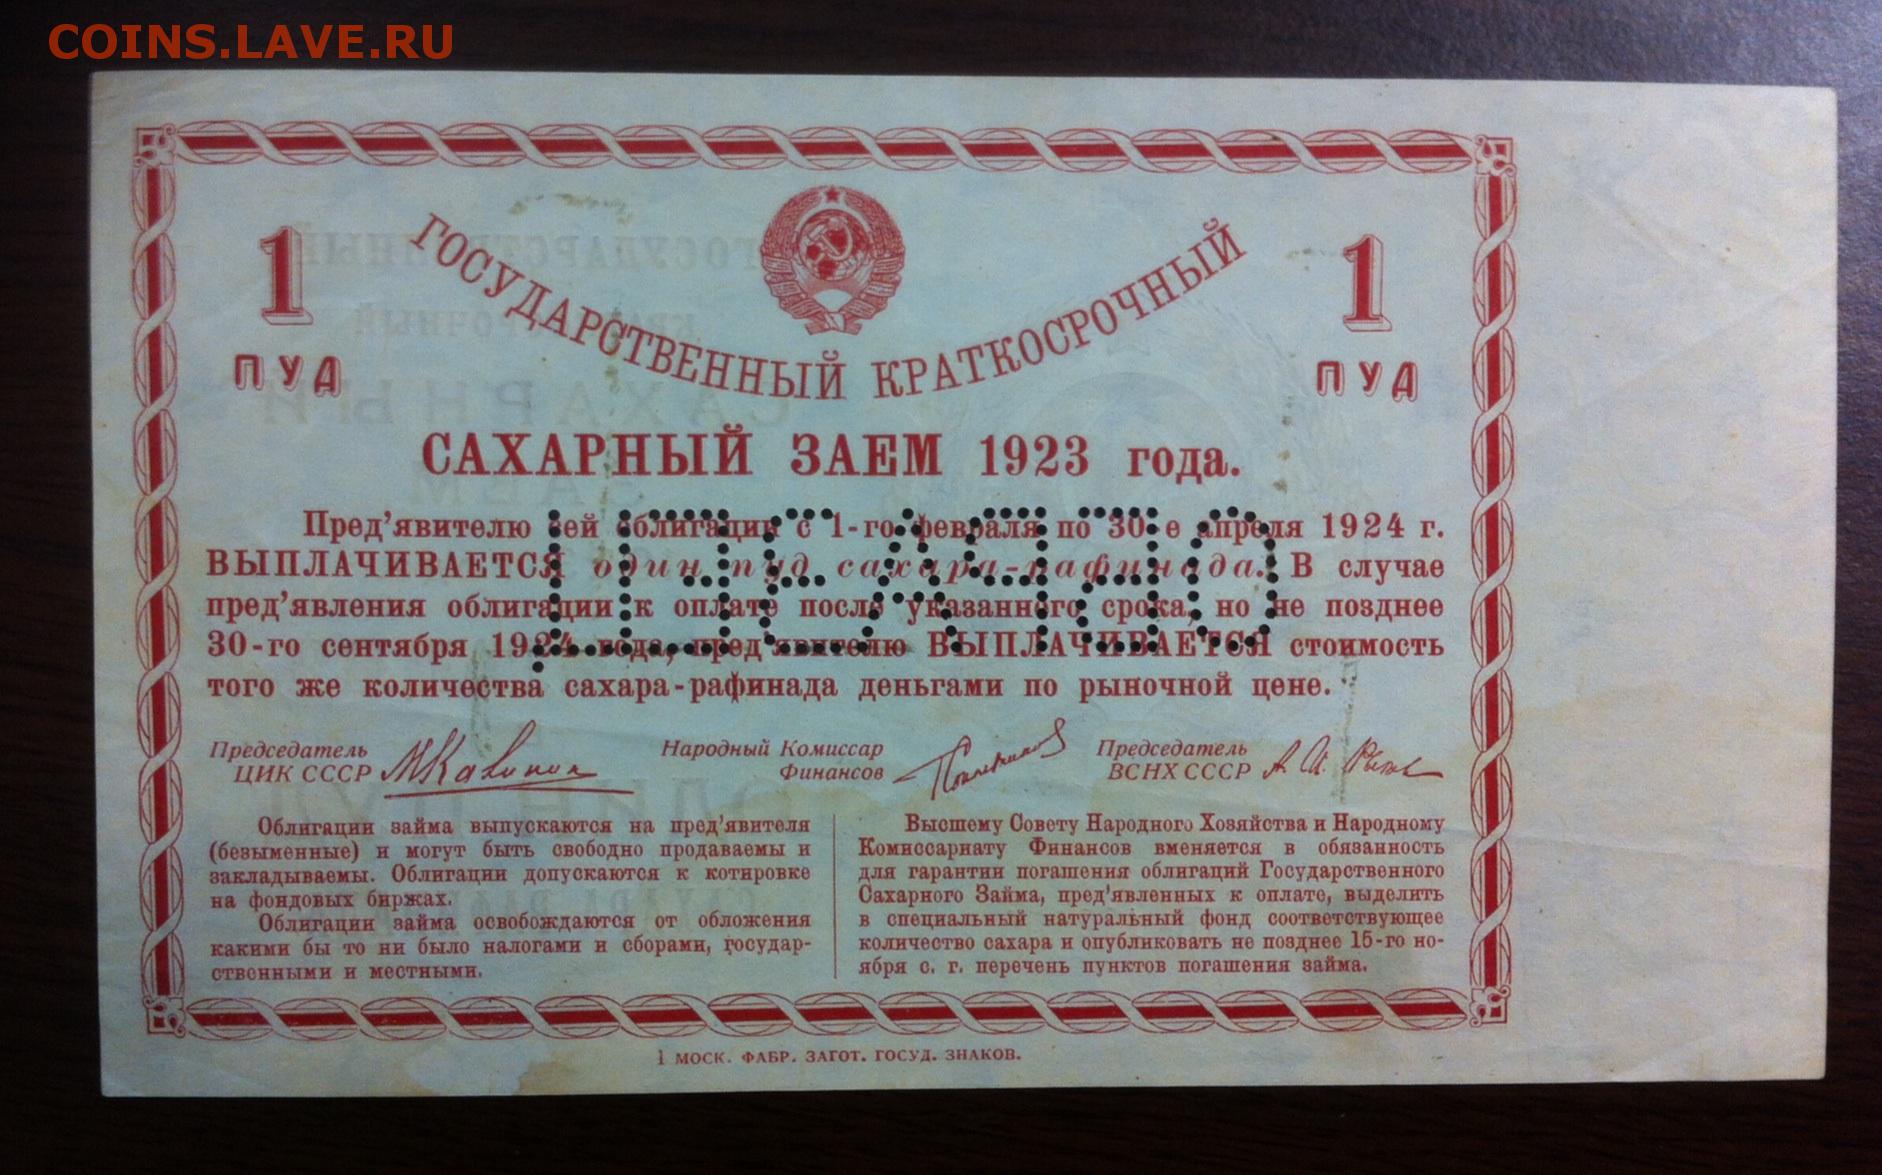 COINS.LAVE.RU
1 ПУД
ГОСУДАРСТВЕННЫЙ КРАТКОСРОЧНЫЙ
1 ПУД
САХАРНЫЙ ЗАЕМ 1923 года.
Пред'явителю сей облигации с 1-го февраля по 30-е апреля 1924 г.
ВЫПЛАЧИВАЕТСЯ один пуд сахара-рафинада. В случае
пред'явления облигации к оплате после указанного срока, но не позднее
30-го сентября 1924 года, пред'явителю ВЫПЛАЧИВАЕТСЯ стоимость
того же количества сахара-рафинада деньгами по рыночной цене.
Председатель
ЦИК СССР
Народный Комиссар
Финансов
Председатель
ВСНХ СССР
Облигации займа выпускаются на пред'явителя
(безыменные) и могут быть свободно продаваемы и
закладываемы. Облигации допускаются к котировке
на фондовых биржах.
Облигации займа освобождаются от обложения
какими бы то ни было налогами и сборами, государ-
ственными и местными.
Высшему Совету Народного Хозяйства и Народному
Комиссариату Финансов вменяется в обязанность
для гарантии погашения облигаций Государственного
Сахарного Займа, пред'явленных к оплате, выделить
в специальный натуральный фонд соответствующее
количество сахара и опубликовать не позднее 15-го но-
ября с. г. перечень пунктов погашения займа.
1 МОСК. ФАБР. ЗАГОТ. ГОСУД. ЗНАКОВ.